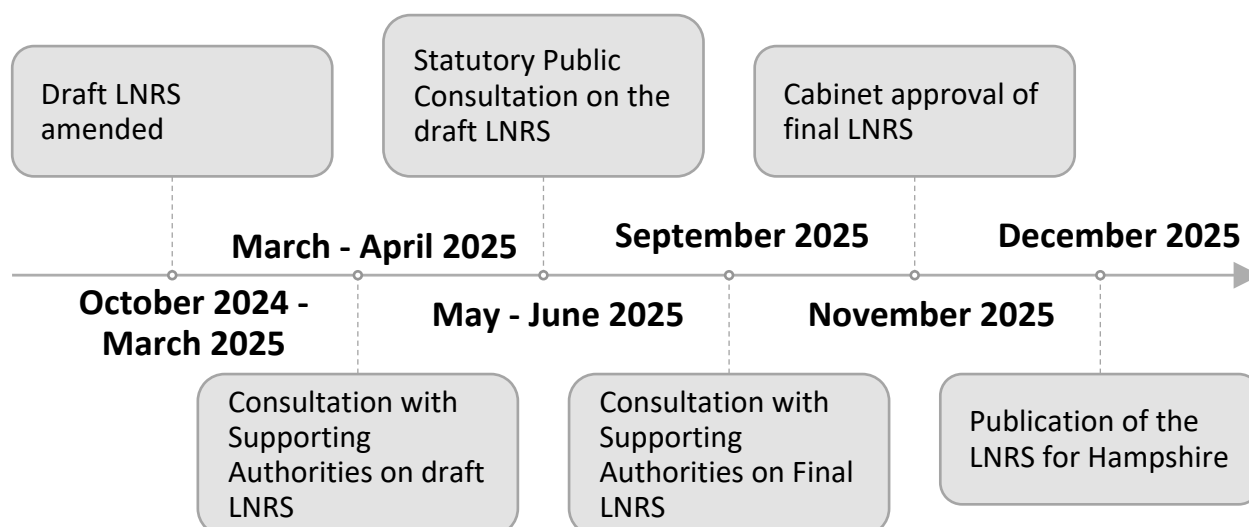 Draft LNRS
amended
Statutory Public
Consultation on the
draft LNRS
Cabinet approval of
final LNRS
March - April 2025
September 2025
December 2025
October 2024 -
March 2025
May - June 2025
November 2025
Consultation with
Supporting
Authorities on draft
LNRS
Consultation with
Supporting
Authorities on Final
LNRS
Publication of the
LNRS for Hampshire